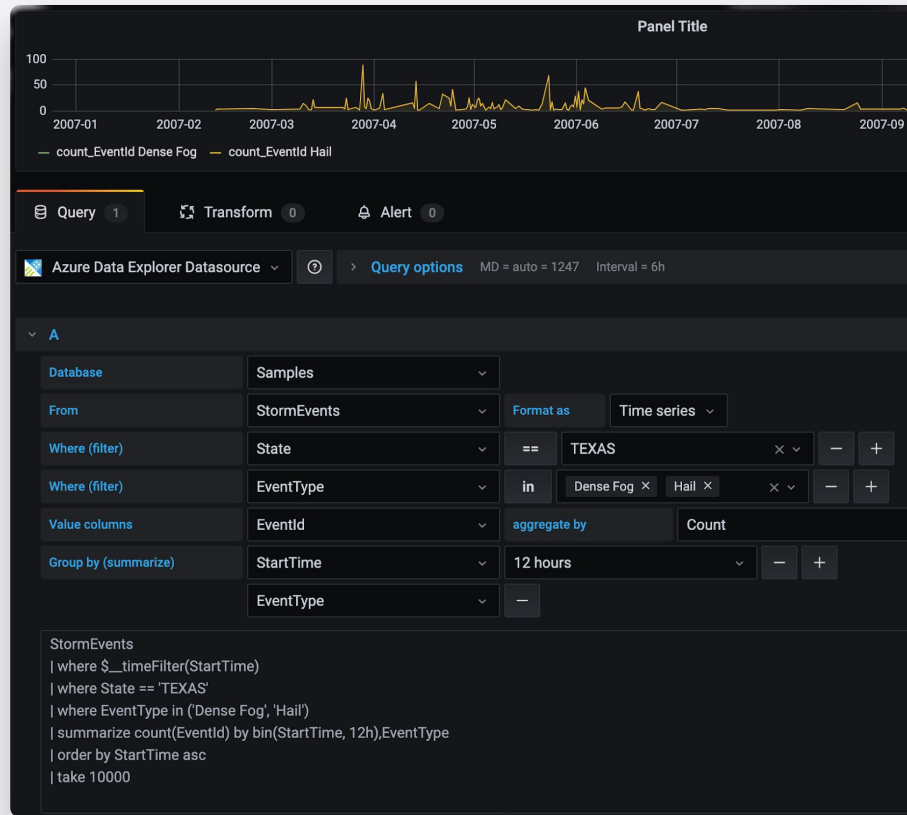 Panel Title
100
50
0
2007-01 2007-02 2007-03 2007-04 2007-05 2007-06 2007-07 2007-08 2007-09
count_EventId Dense Fog count_EventId Hail
Query 1 Transform 0 Alert 0
Azure Data Explorer Datasource Query options MD = auto = 1247 Interval = 6h
A
Database Samples
From StormEvents Format as Time series
Where (filter) State == TEXAS
Where (filter) EventType in Dense Fog Hail
Value columns EventId aggregate by Count
Group by (summarize) StartTime 12 hours
EventType
StormEvents
| where $__timeFilter(StartTime)
| where State == 'TEXAS'
| where EventType in ('Dense Fog', 'Hail')
| summarize count(EventId) by bin(StartTime, 12h),EventType
| order by StartTime asc
| take 10000